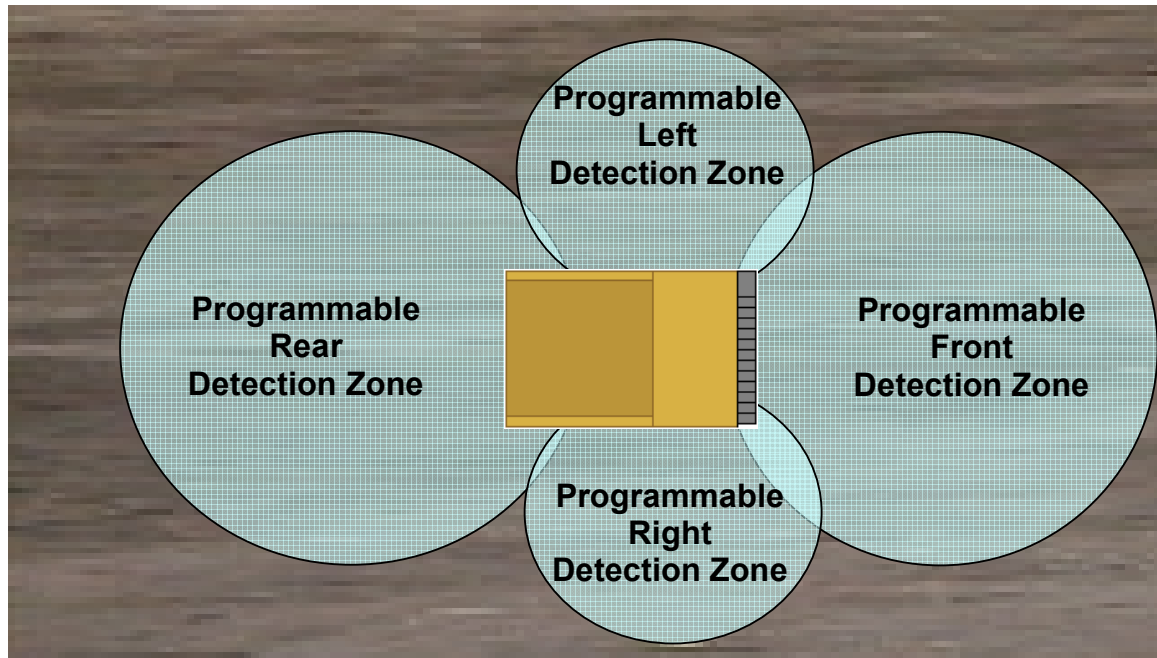 Programmable
Left
Detection Zone
Programmable
Rear
Detection Zone
Programmable
Front
Detection Zone
Programmable
Right
Detection Zone